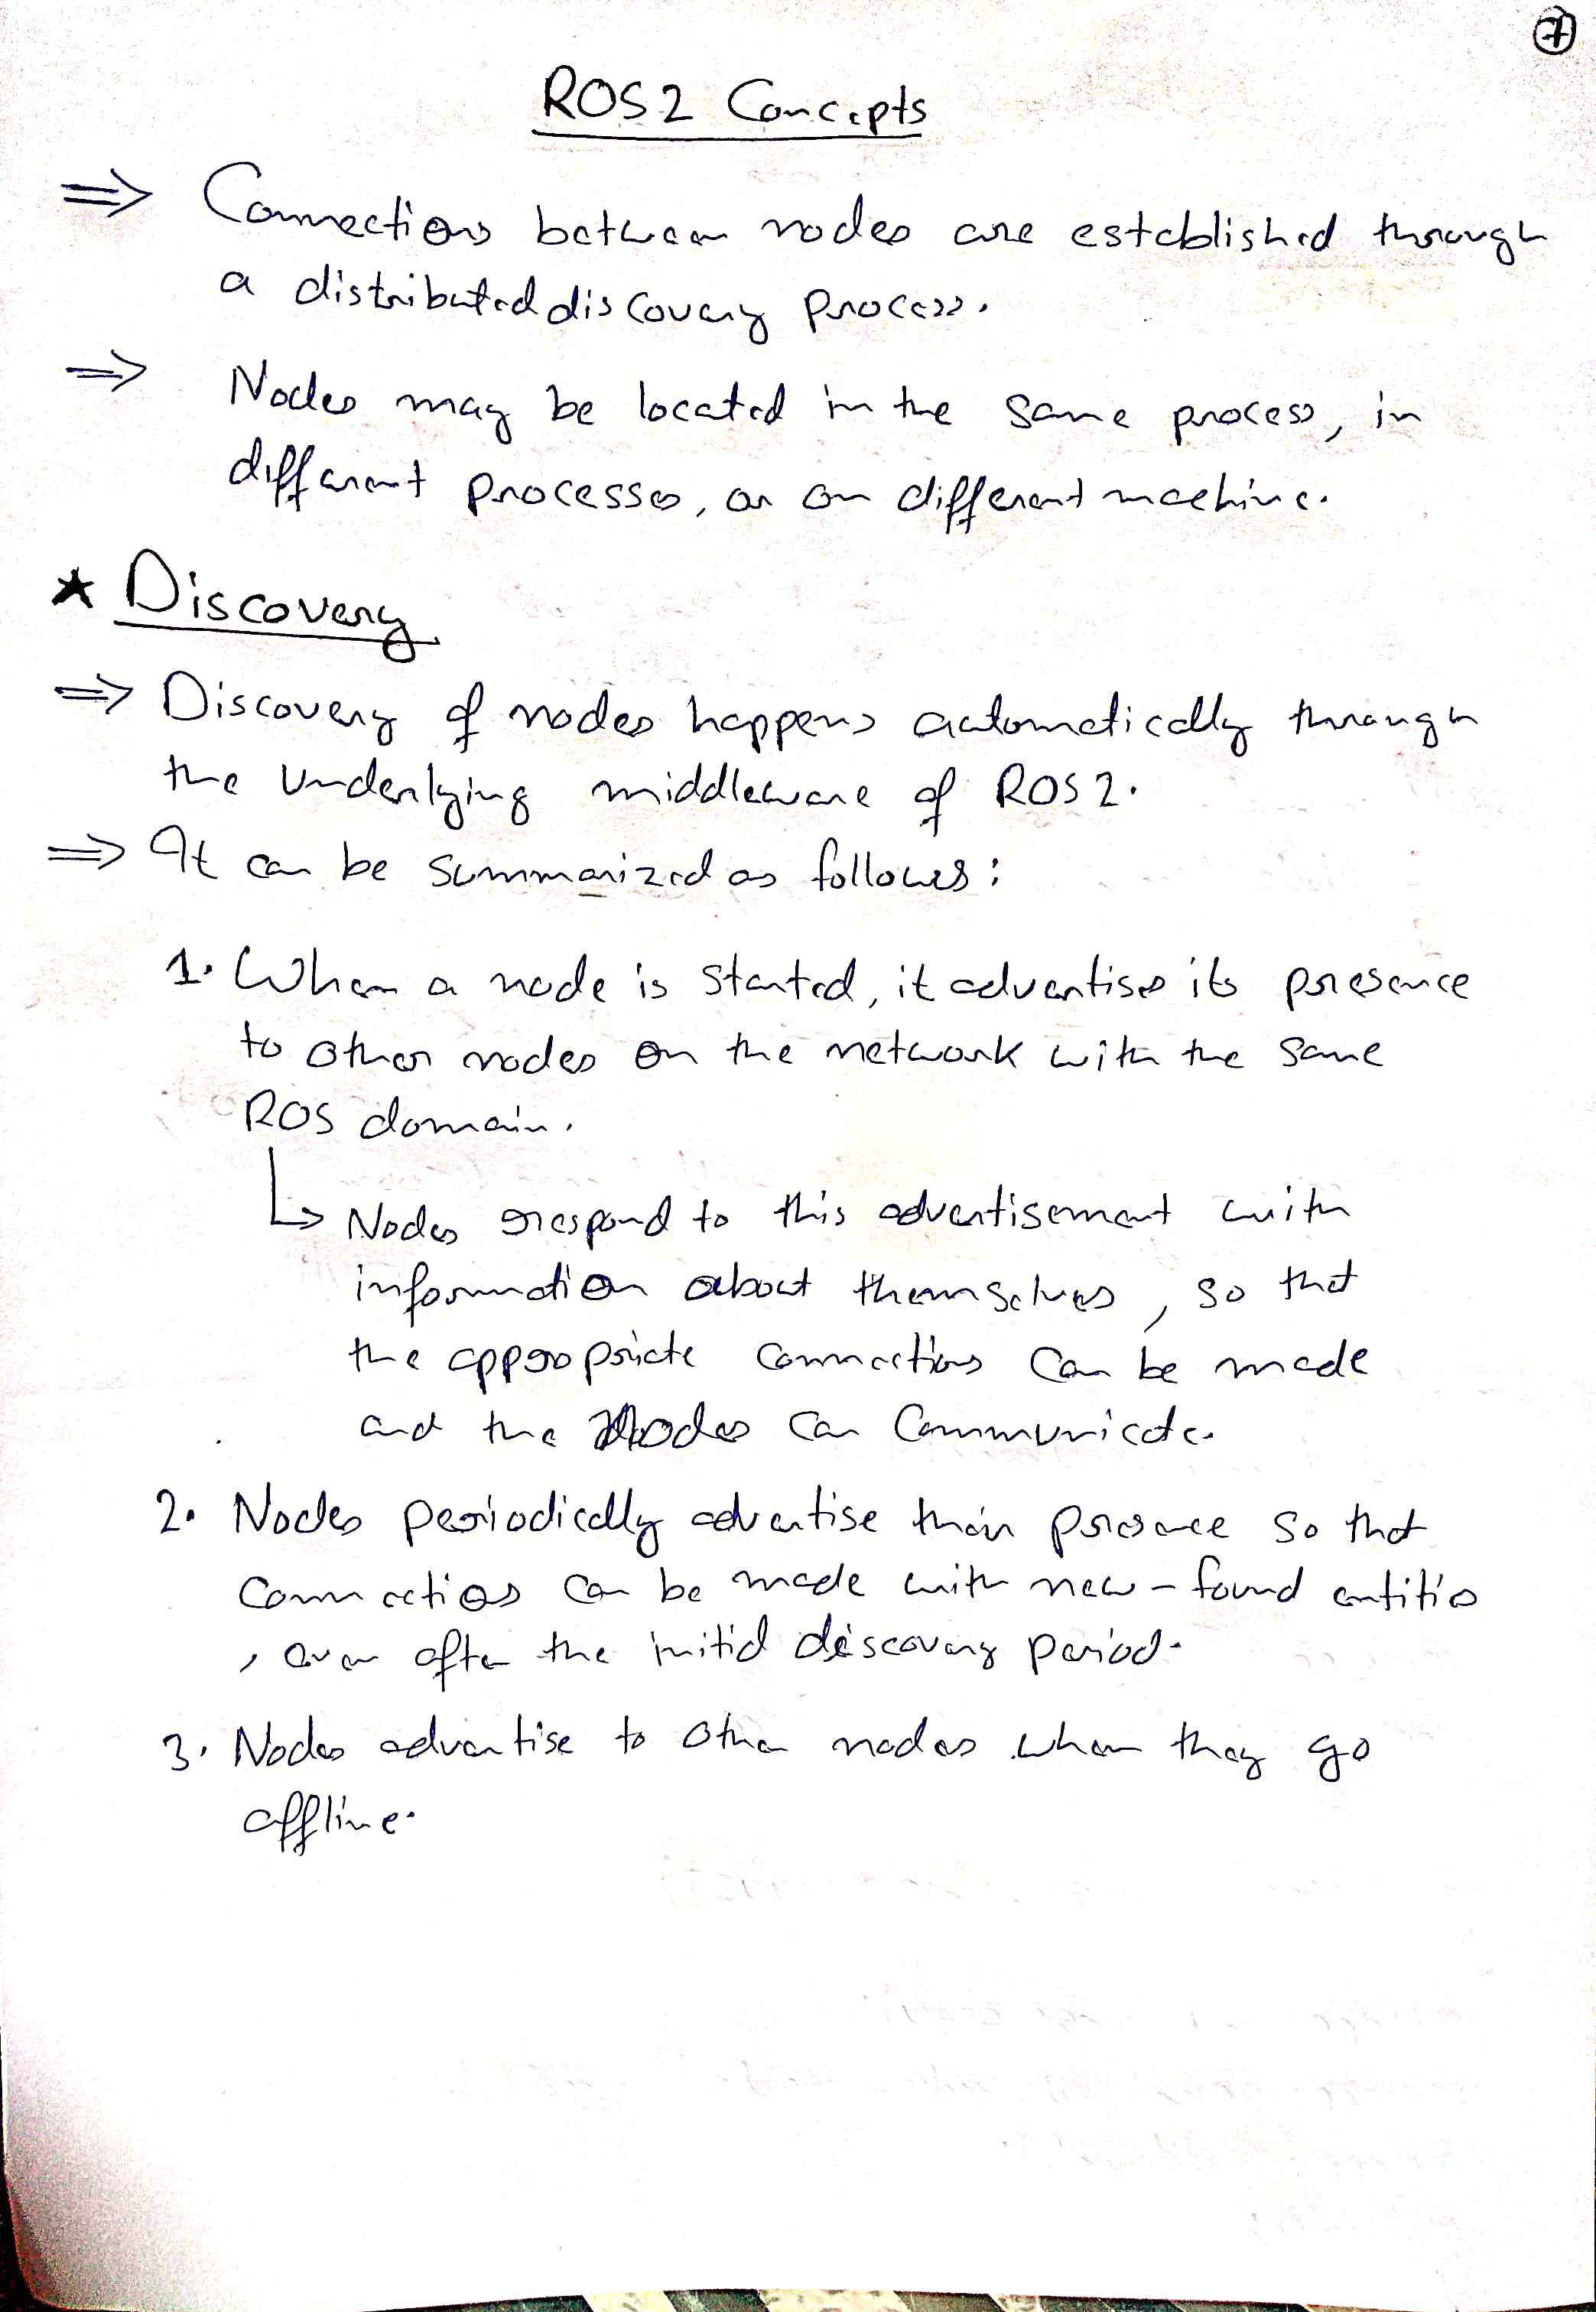 7
ROS2 Concepts
⇒ Connections between nodes are established through
a distributed discovery process.
⇒ Nodes may be located in the same process, in
different processes, or on different machine.
★ Discovery
⇒ Discovery of nodes happens automatically through
the underlying middleware of ROS2.
⇒ It can be summarized as follows:
1. When a node is started, it advertises its presence
to other nodes on the network with the same
ROS domain.
↳ Nodes respond to this advertisement with
information about themselves, so that
the appropriate connections can be made
and the Nodes can communicate.
2. Nodes periodically advertise their presence so that
connections can be made with new-found entities
, even after the initial discovery period.
3. Nodes advertise to other nodes when they go
offline.